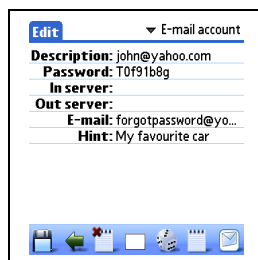 Edit
E-mail account
Description: john@yahoo.com
Password: T0f91b8g
In server:
Out server:
E-mail: forgotpassword@yo...
Hint: My favourite car